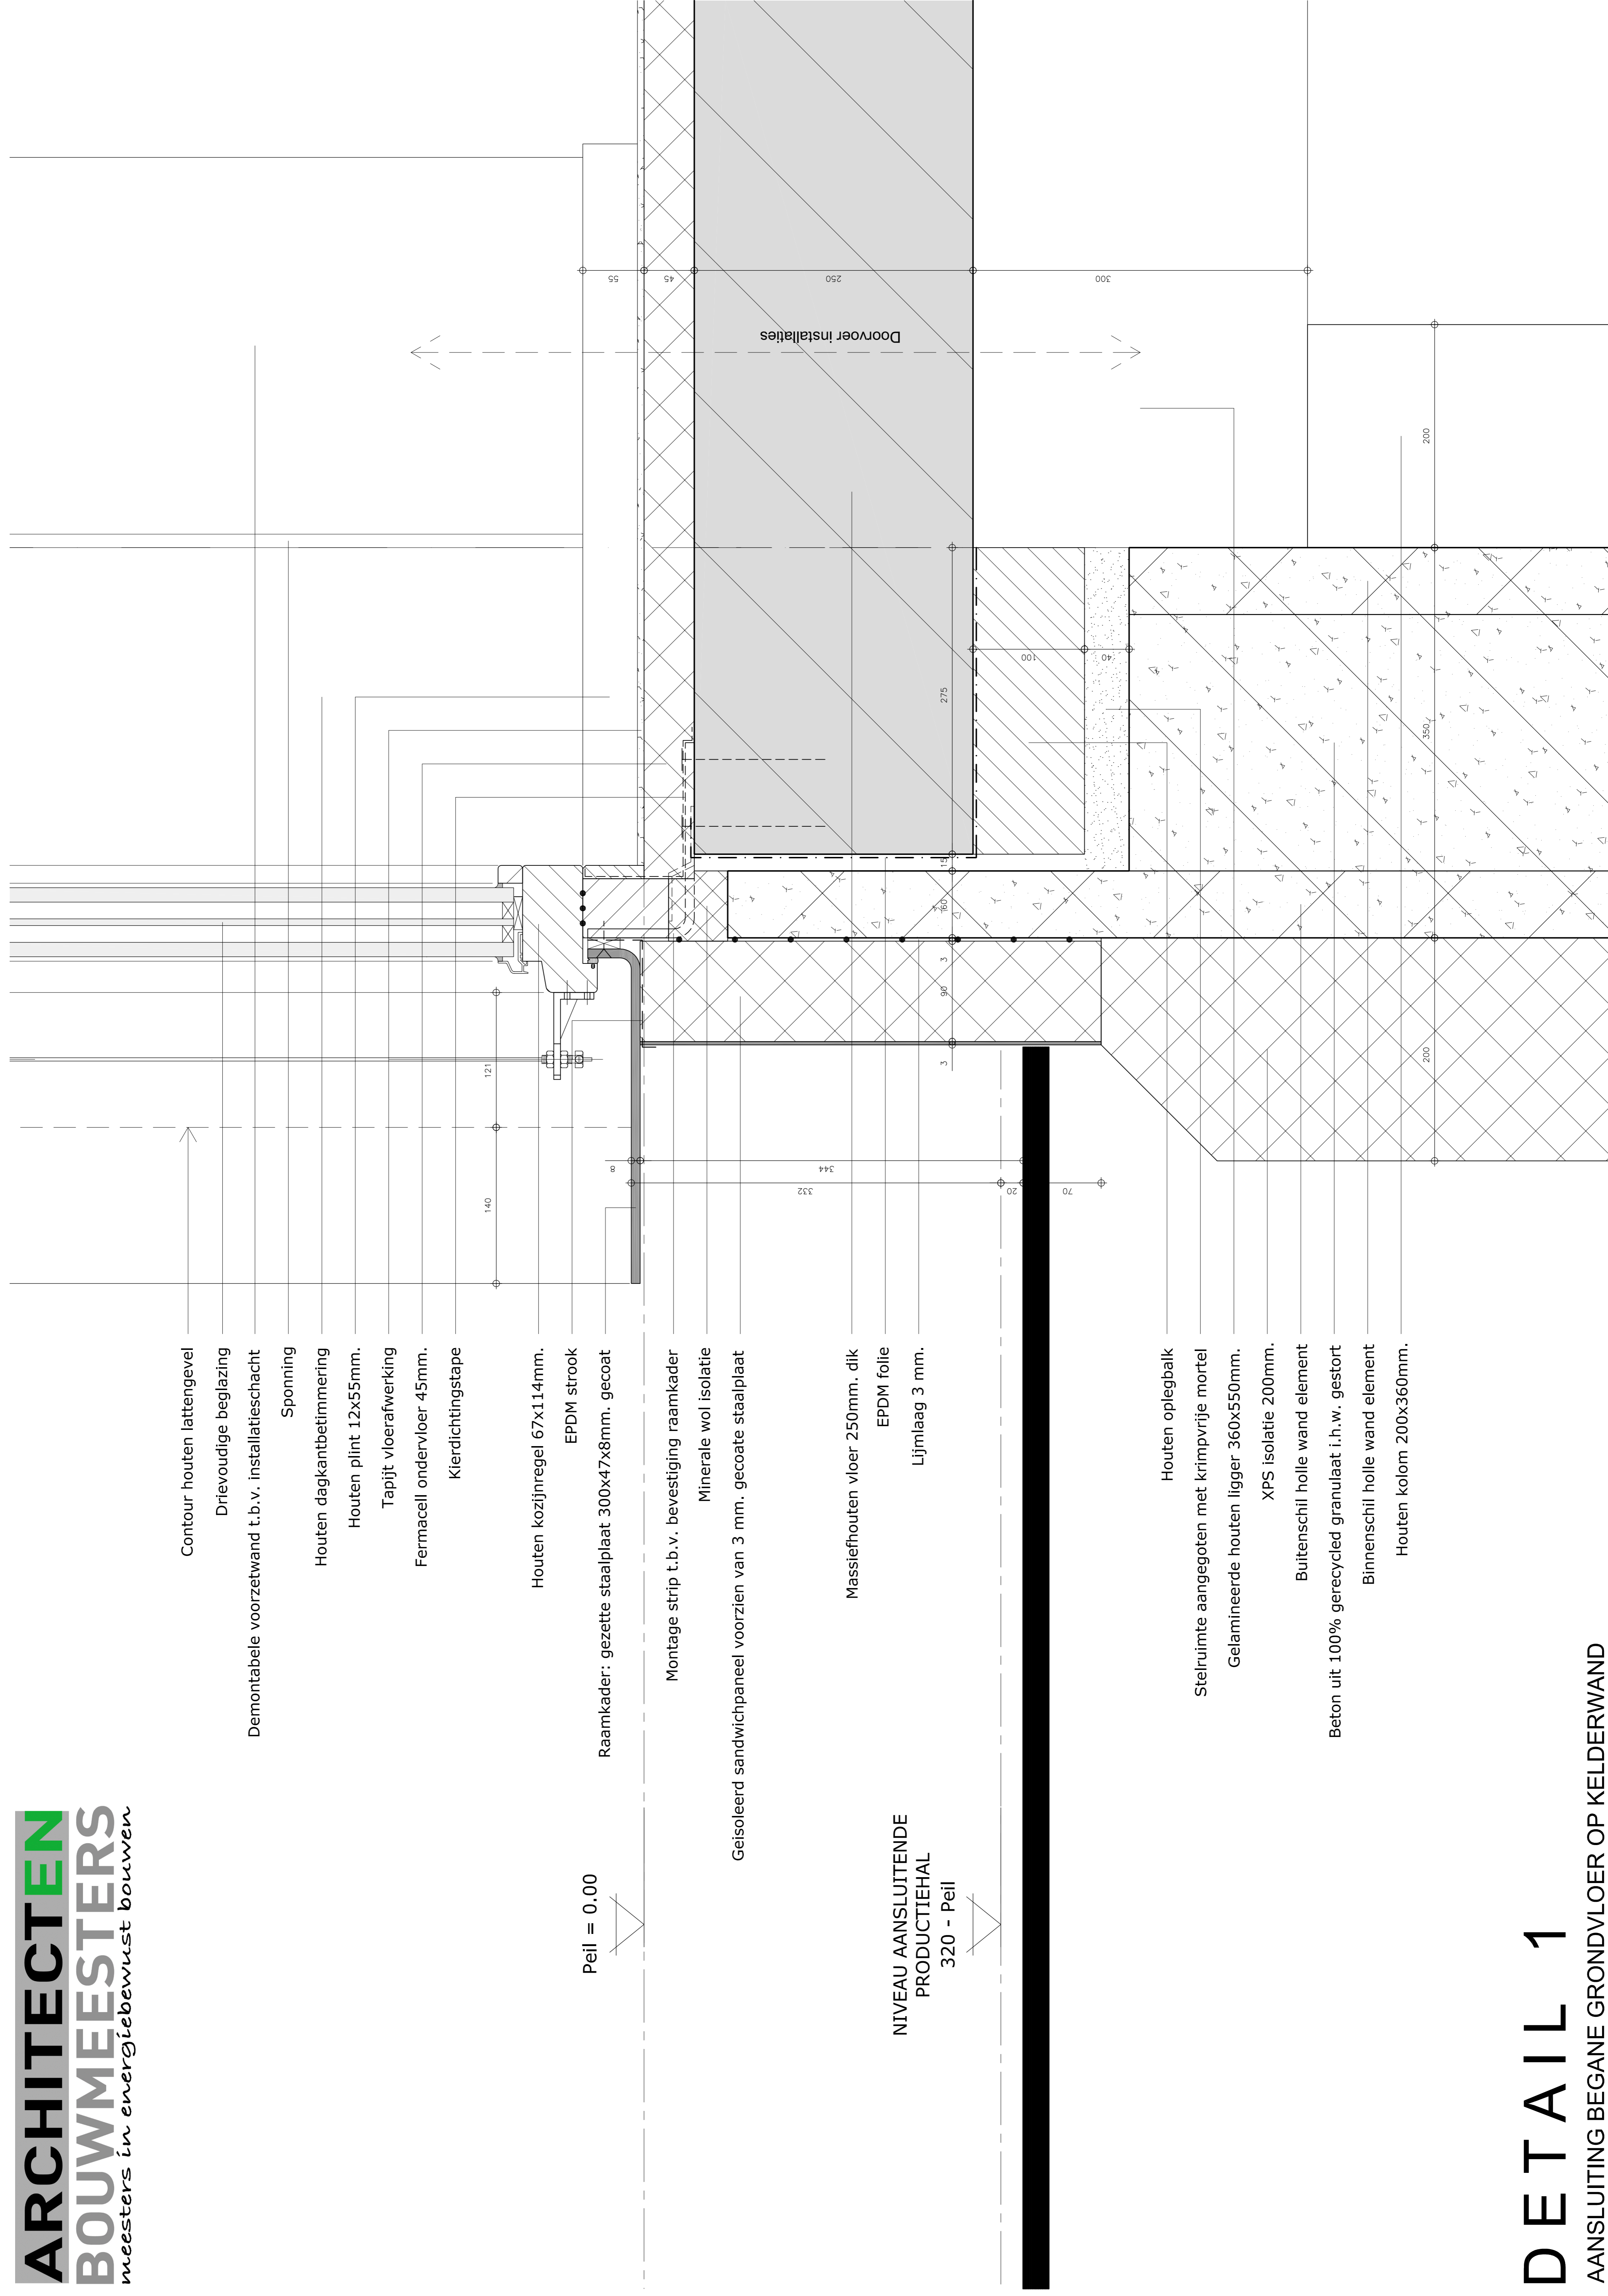 ARCHITECTEN
BOUWMEESTERS
meesters in energiebewust bouwen
Contour houten lattengevel
Drievoudige beglazing
Demontabele voorzetwand t.b.v. installatieschacht
Sponning
Houten dagkantbetimmering
Houten plint 12x55mm.
Tapijt vloerafwerking
Fermacell ondervloer 45mm.
Kierdichtingstape
Houten kozijnregel 67x114mm.
EPDM strook
Raamkader: gezette staalplaat 300x47x8mm. gecoat
Montage strip t.b.v. bevestiging raamkader
Minerale wol isolatie
Geisoleerd sandwichpaneel voorzien van 3 mm. gecoate staalplaat
Massiefhouten vloer 250mm. dik
EPDM folie
Lijmlaag 3 mm.
Houten oplegbalk
Stelruimte aangegoten met krimpvrije mortel
Gelamineerde houten ligger 360x550mm.
XPS isolatie 200mm.
Buitenschil holle wand element
Beton uit 100% gerecycled granulaat i.h.w. gestort
Binnenschil holle wand element
Houten kolom 200x360mm.
Peil = 0.00
NIVEAU AANSLUITENDE
PRODUCTIEHAL
320 - Peil
Doorvoer installaties
55
45
250
300
140
121
8
344
332
20
70
3
90
3
60
15
275
100
40
200
350
200
DETAIL 1
AANSLUITING BEGANE GRONDVLOER OP KELDERWAND